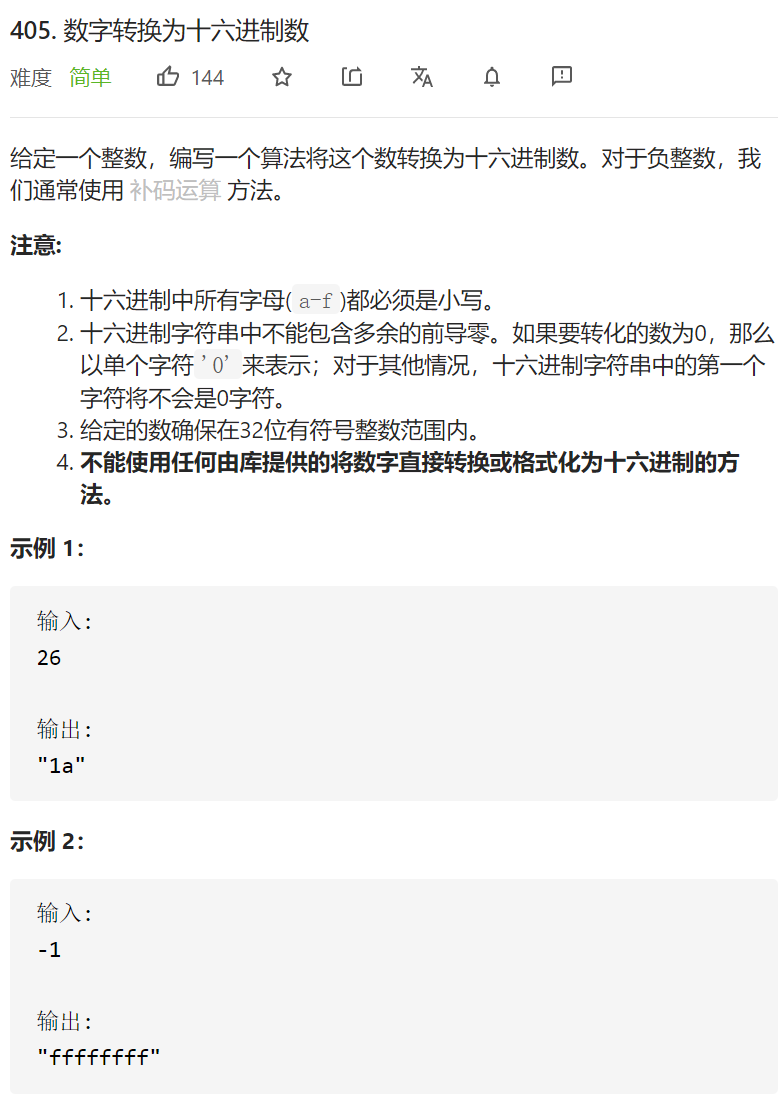 405. 数字转换为十六进制数
难度 简单 144
给定一个整数，编写一个算法将这个数转换为十六进制数。对于负整数，我
们通常使用 补码运算 方法。
注意:
1. 十六进制中所有字母(a-f)都必须是小写。
2. 十六进制字符串中不能包含多余的前导零。如果要转化的数为0，那么
以单个字符'0'来表示；对于其他情况，十六进制字符串中的第一个
字符将不会是0字符。
3. 给定的数确保在32位有符号整数范围内。
4. 不能使用任何由库提供的将数字直接转换或格式化为十六进制的方
法。
示例 1：
输入:
26
输出:
"1a"
示例 2：
输入:
-1
输出:
"ffffffff"